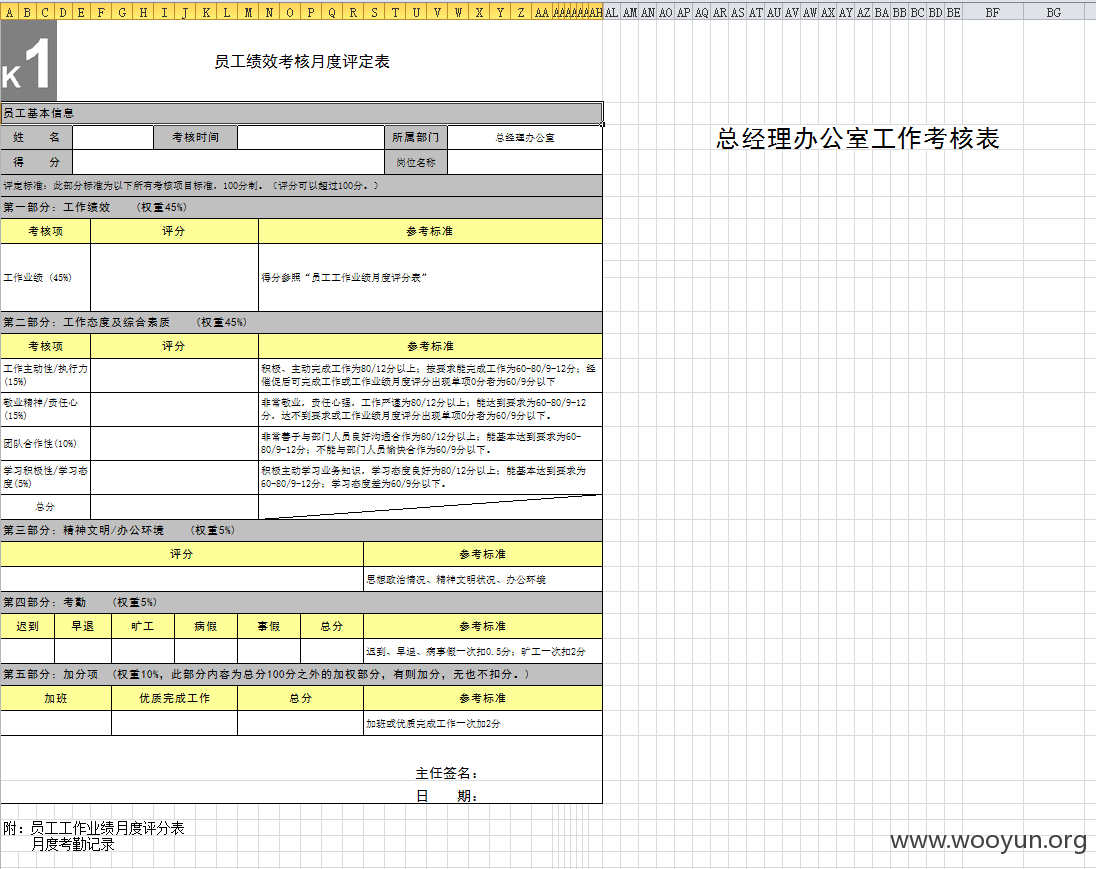 A B C D E F G H I J K L M N O P Q R S T U V W X Y Z AA AH AL AM AN AO AP AQ AR AS AT AU AV AW AX AY AZ BA BB BC BD BE BF BG
K1
员工绩效考核月度评定表
总经理办公室工作考核表
员工基本信息
姓 名 考核时间 所属部门 总经理办公室
得 分 岗位名称
评定标准：此部分标准为以下所有考核项目标准，100分制。（评分可以超过100分。）
第一部分：工作绩效 （权重45%）
考核项 评分 参考标准
工作业绩（45%） 得分参照“员工工作业绩月度评分表”
第二部分：工作态度及综合素质 （权重45%）
考核项 评分 参考标准
工作主动性/执行力
(15%)
积极、主动完成工作为80/12分以上；按要求能完成工作为60-80/9-12分；经
催促后可完成工作或工作业绩月度评分出现单项0分者为60/9分以下
敬业精神/责任心
(15%)
非常敬业，责任心强，工作严谨为80/12分以上；能达到要求为60-80/9-12
分，达不到要求或工作业绩月度评分出现单项0分者为60/9分以下。
团队合作性(10%)
非常善于与部门人员良好沟通合作为80/12分以上；能基本达到要求为60-
80/9-12分；不能与部门人员愉快合作为60/9分以下。
学习积极性/学习态
度(5%)
积极主动学习业务知识，学习态度良好为80/12分以上；能基本达到要求为
60-80/9-12分；学习态度差为60/9分以下。
总分
第三部分：精神文明/办公环境 （权重5%）
评分 参考标准
思想政治情况、精神文明状况、办公环境
第四部分：考勤 （权重5%）
迟到 早退 旷工 病假 事假 总分 参考标准
迟到、早退、病事假一次扣0.5分；旷工一次扣2分
第五部分：加分项 （权重10%，此部分内容为总分100分之外的加权部分，有则加分，无也不扣分。）
加班 优质完成工作 总分 参考标准
加班或优质完成工作一次加2分
主任签名：
日 期：
附：员工工作业绩月度评分表
月度考勤记录
www.wooyun.org